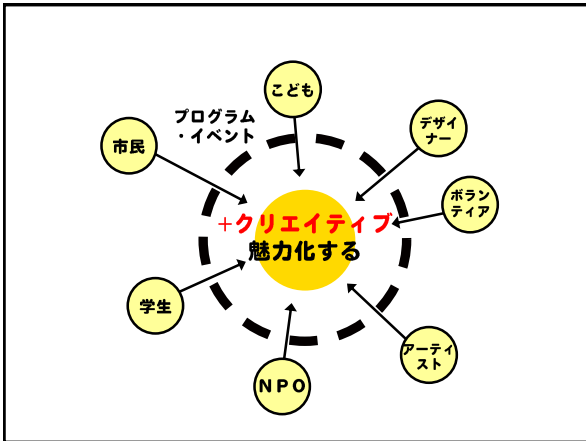 こども
プログラム
・イベント
デザイ
ナー
市民
ボラン
ティア
+クリエイティブ
魅力化する
学生
アーティ
スト
NPO